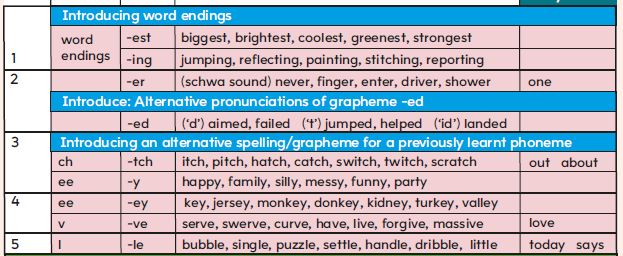 Introducing word endings
1 word endings -est biggest, brightest, coolest, greenest, strongest
-ing jumping, reflecting, painting, stitching, reporting
2 -er (schwa sound) never, finger, enter, driver, shower one
Introduce: Alternative pronunciations of grapheme -ed
-ed ('d') aimed, failed ('t') jumped, helped ('id') landed
3 Introducing an alternative spelling/grapheme for a previously learnt phoneme
ch -tch itch, pitch, hatch, catch, switch, twitch, scratch out about
ee -y happy, family, silly, messy, funny, party
4 ee -ey key, jersey, monkey, donkey, kidney, turkey, valley
v -ve serve, swerve, curve, have, live, forgive, massive love
5 l -le bubble, single, puzzle, settle, handle, dribble, little today says